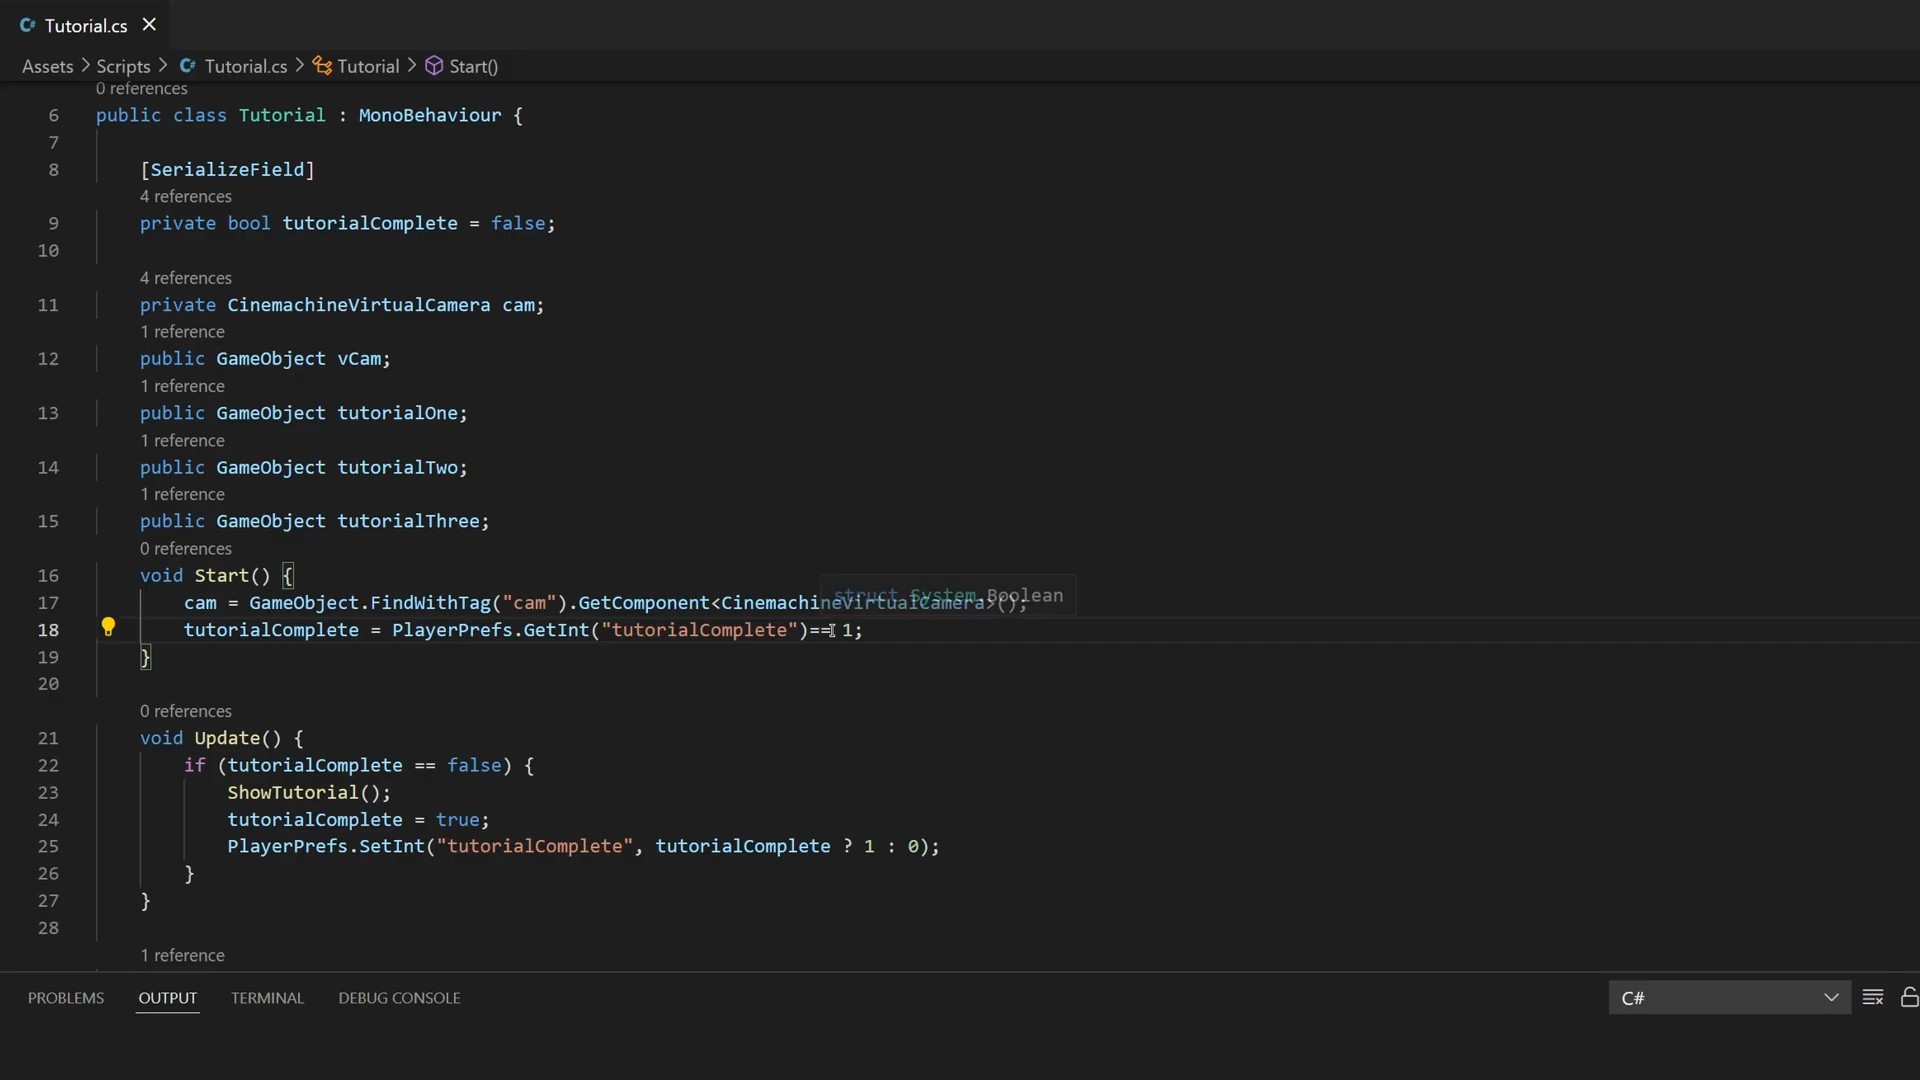 Tutorial.cs
Assets > Scripts > Tutorial.cs > Tutorial > Start()
0 references
6 public class Tutorial : MonoBehaviour {
7
8 [SerializeField]
4 references
9 private bool tutorialComplete = false;
10
4 references
11 private CinemachineVirtualCamera cam;
1 reference
12 public GameObject vCam;
1 reference
13 public GameObject tutorialOne;
1 reference
14 public GameObject tutorialTwo;
1 reference
15 public GameObject tutorialThree;
0 references
16 void Start() {
struct System.Boolean
17 cam = GameObject.FindWithTag("cam").GetComponent<CinemachineVirtualCamera>();
18 tutorialComplete = PlayerPrefs.GetInt("tutorialComplete")== 1;
19 }
20
0 references
21 void Update() {
22 if (tutorialComplete == false) {
23 ShowTutorial();
24 tutorialComplete = true;
25 PlayerPrefs.SetInt("tutorialComplete", tutorialComplete ? 1 : 0);
26 }
27 }
28
1 reference
PROBLEMS OUTPUT TERMINAL DEBUG CONSOLE C#